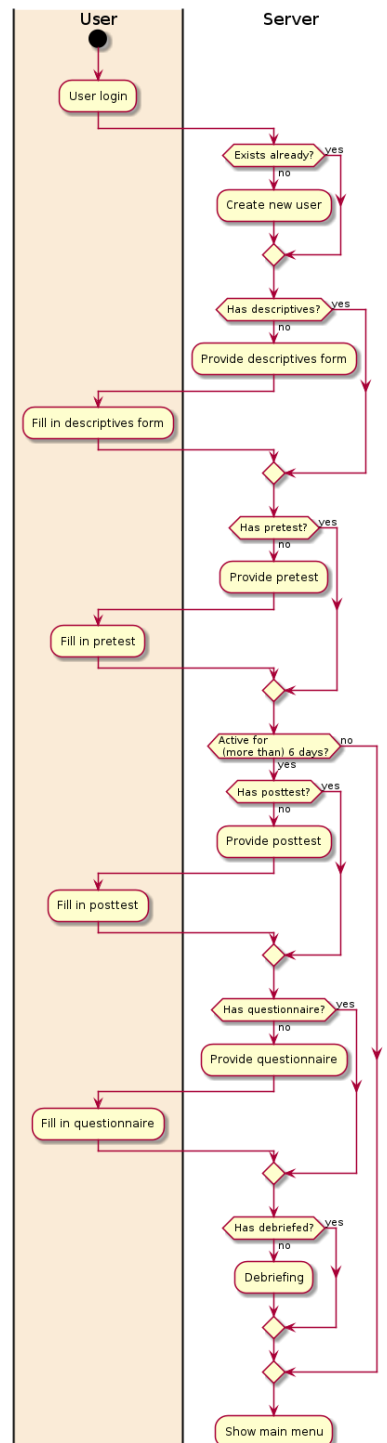 User
Server
User login
Exists already?
yes
no
Create new user
Has descriptives?
yes
no
Provide descriptives form
Fill in descriptives form
Has pretest?
yes
no
Provide pretest
Fill in pretest
Active for
(more than) 6 days?
no
yes
Has posttest?
yes
no
Provide posttest
Fill in posttest
Has questionnaire?
yes
no
Provide questionnaire
Fill in questionnaire
Has debriefed?
yes
no
Debriefing
Show main menu